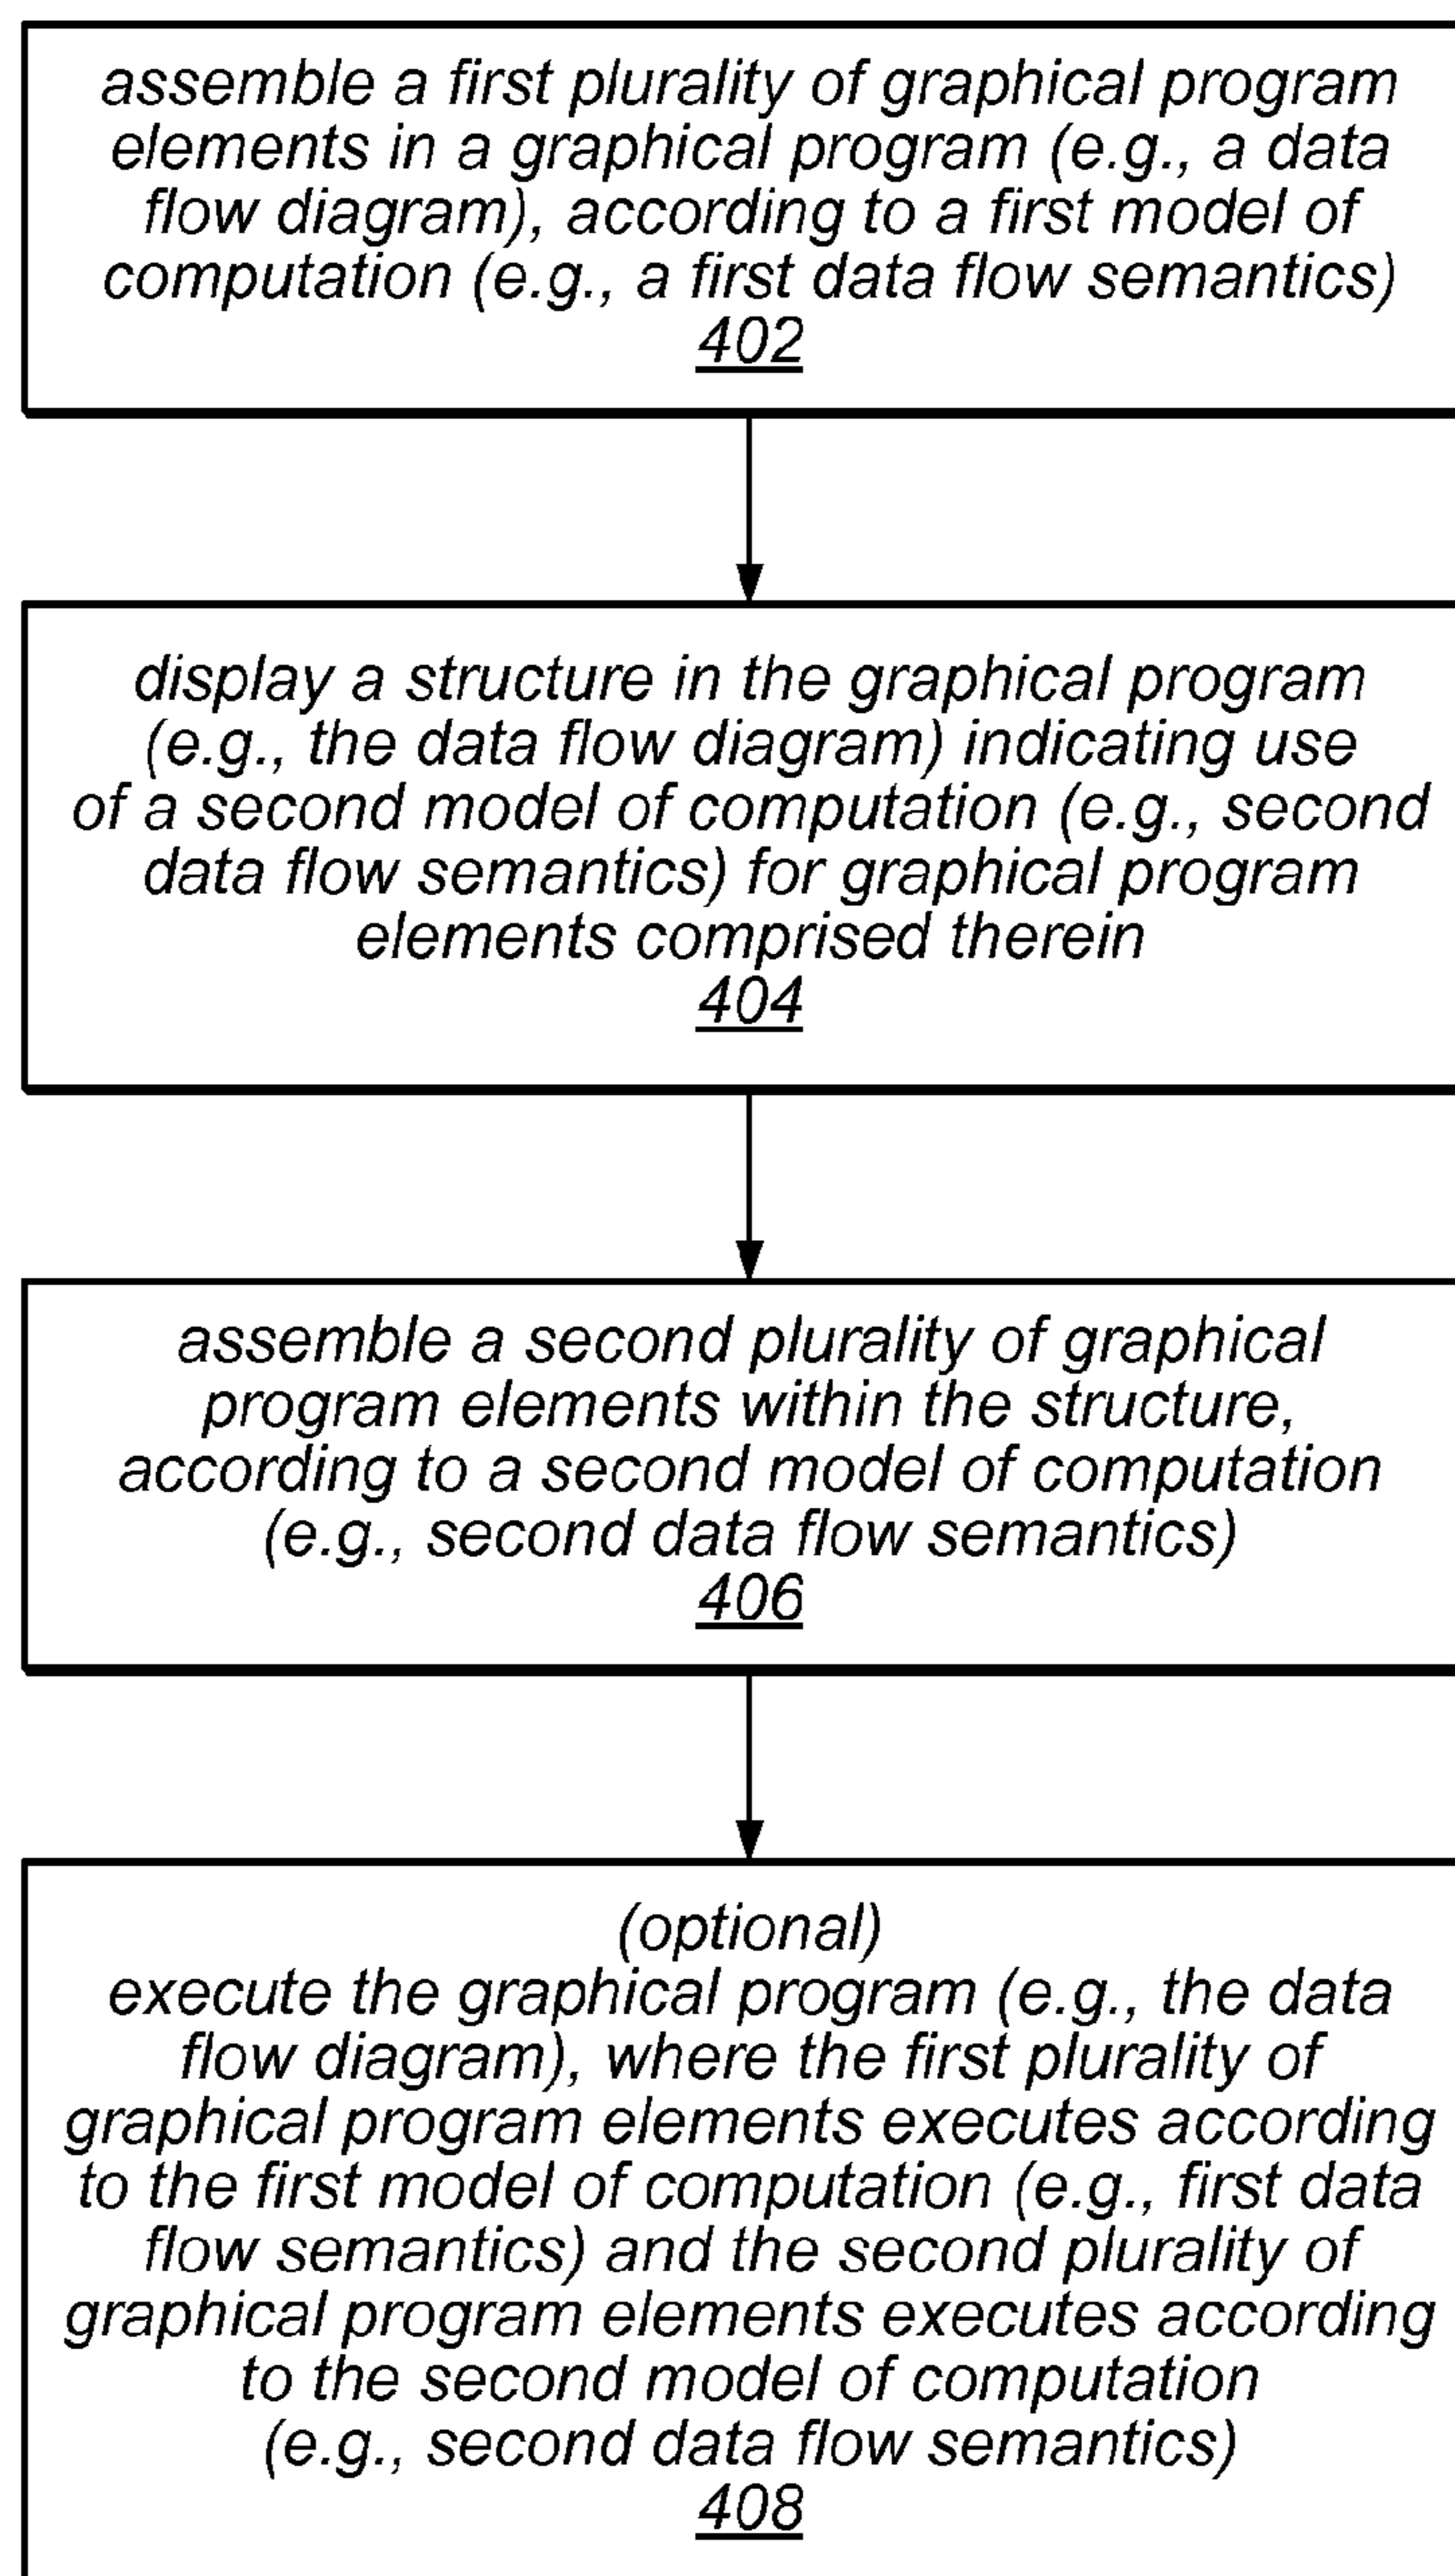 assemble a first plurality of graphical program
elements in a graphical program (e.g., a data
flow diagram), according to a first model of
computation (e.g., a first data flow semantics)
402
display a structure in the graphical program
(e.g., the data flow diagram) indicating use
of a second model of computation (e.g., second
data flow semantics) for graphical program
elements comprised therein
404
assemble a second plurality of graphical
program elements within the structure,
according to a second model of computation
(e.g., second data flow semantics)
406
(optional)
execute the graphical program (e.g., the data
flow diagram), where the first plurality of
graphical program elements executes according
to the first model of computation (e.g., first data
flow semantics) and the second plurality of
graphical program elements executes according
to the second model of computation
(e.g., second data flow semantics)
408